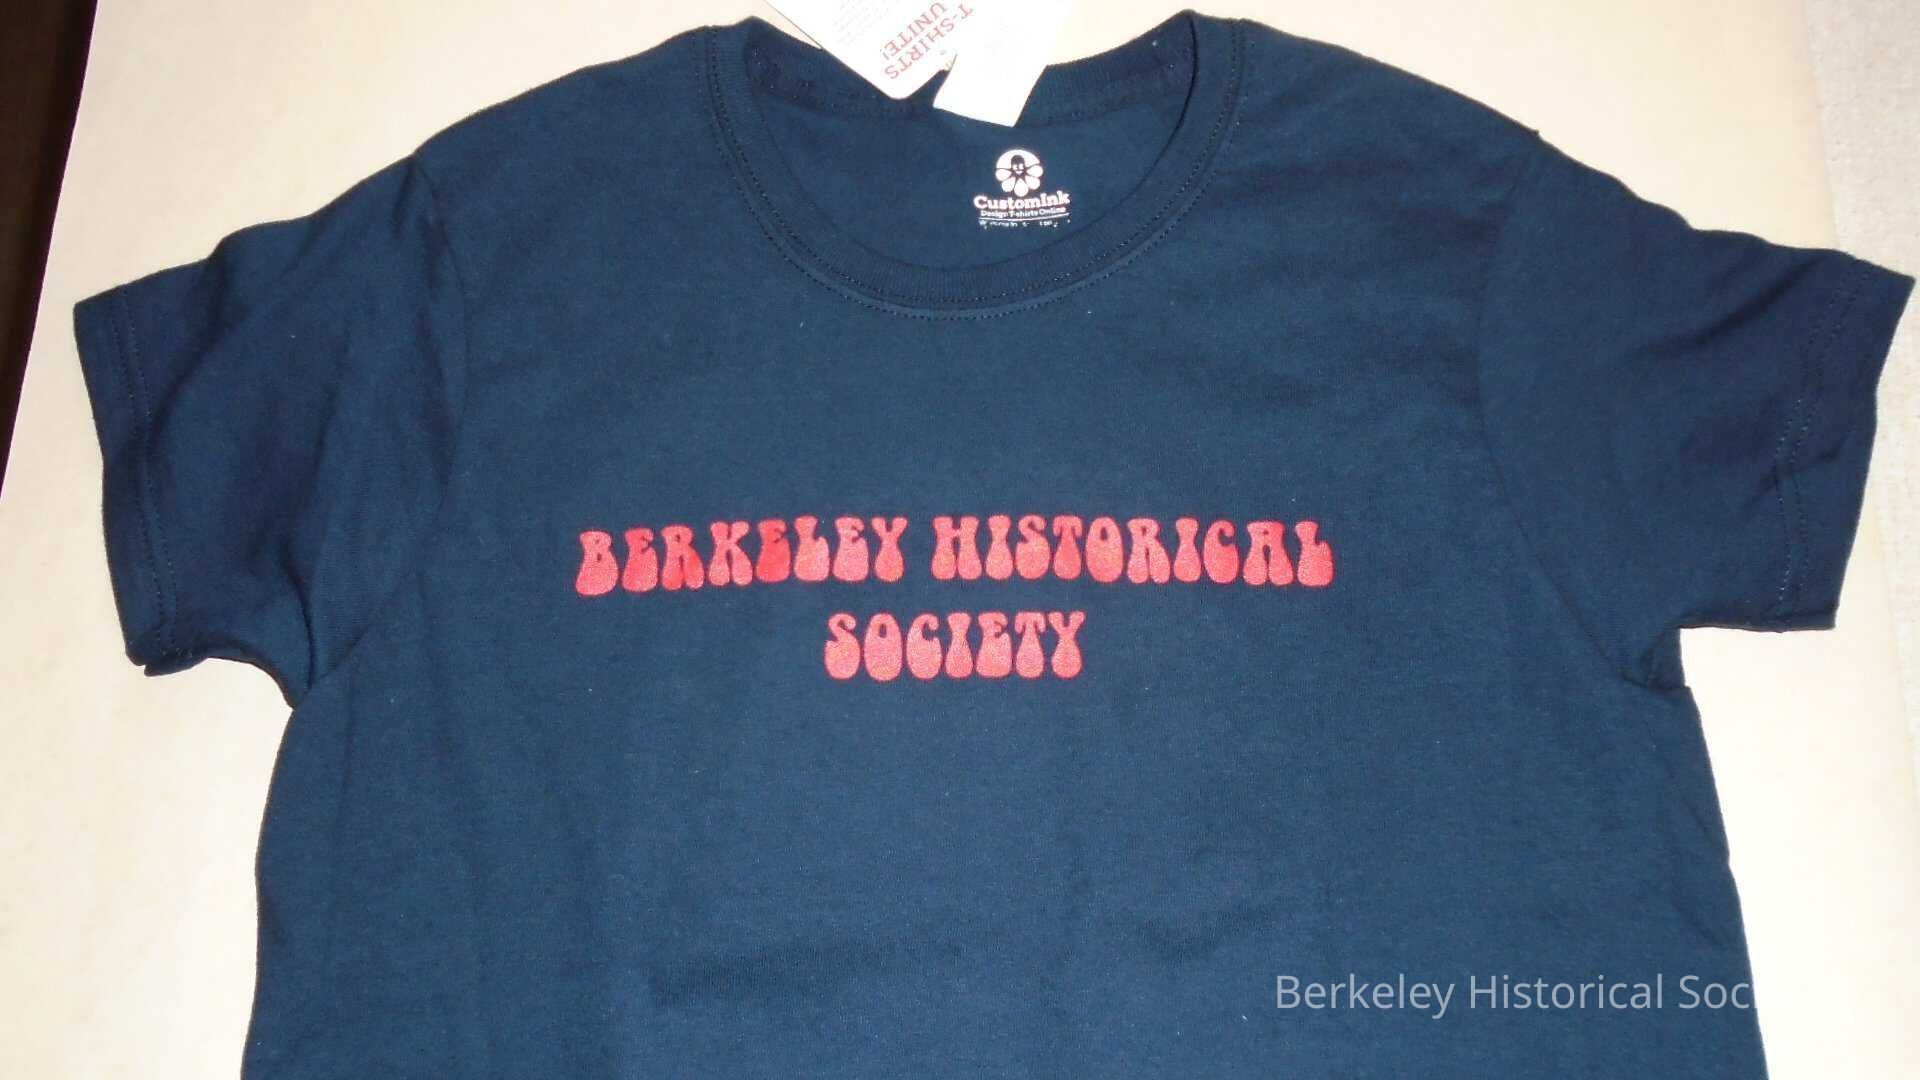 T-SHIRTS
UNITE!
CustomInk
Design T-shirts Online
BERKELEY HISTORICAL
SOCIETY
Berkeley Historical Soc